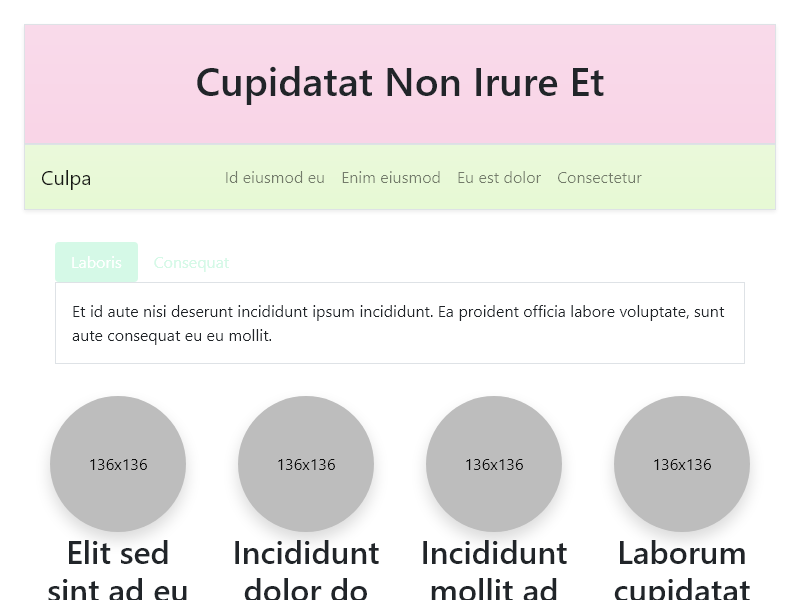 Cupidatat Non Irure Et
Culpa
Id eiusmod eu Enim eiusmod Eu est dolor Consectetur
Laboris Consequat
Et id aute nisi deserunt incididunt ipsum incididunt. Ea proident officia labore voluptate, sunt
aute consequat eu eu mollit.
136x136 136x136 136x136 136x136
Elit sed
sint ad eu
Incididunt
dolor do
Incididunt
mollit ad
Laborum
cupidatat